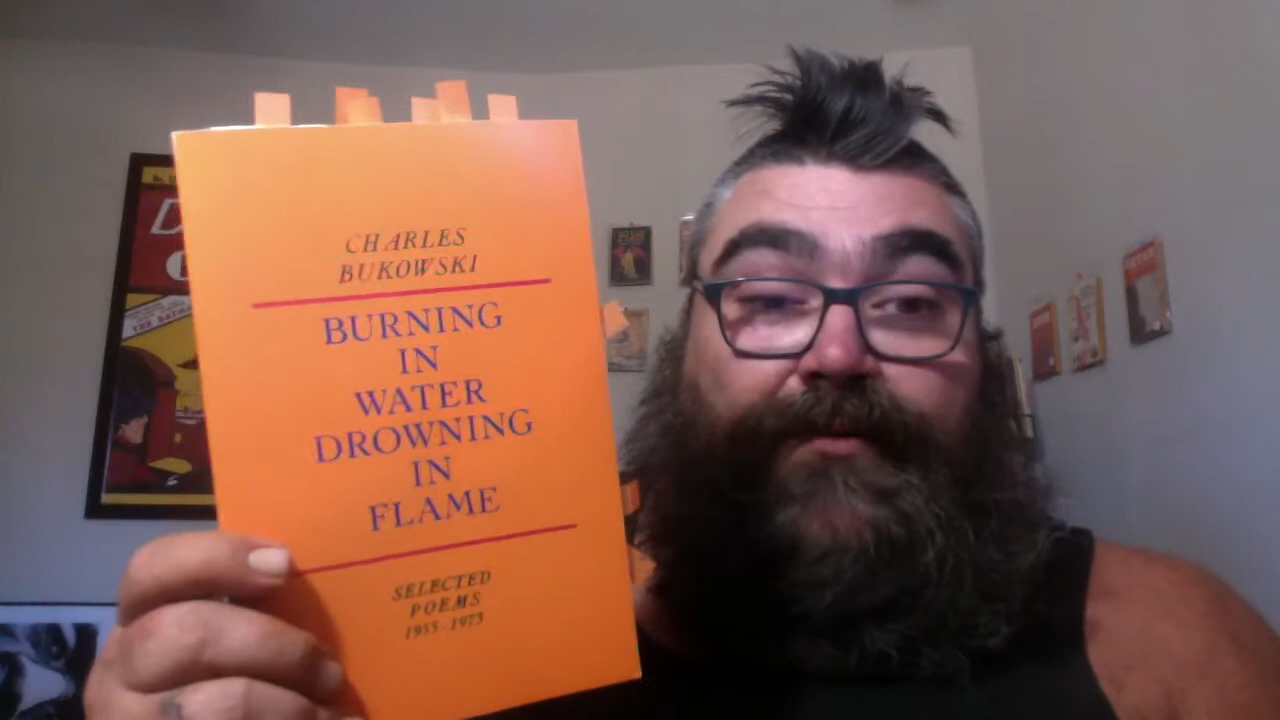 CHARLES
BUKOWSKI
BURNING
IN
WATER
DROWNING
IN
FLAME
SELECTED
POEMS
1955-1973